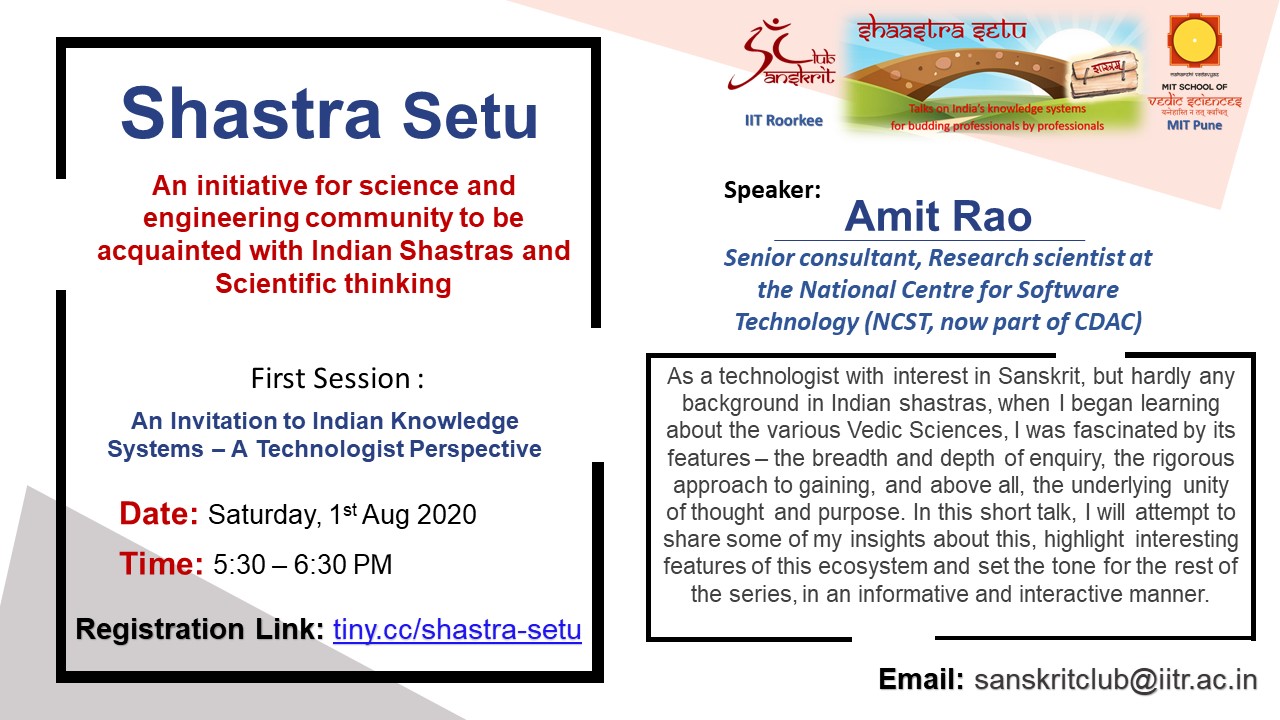 Shastra Setu
An initiative for science and
engineering community to be
acquainted with Indian Shastras and
Scientific thinking
First Session :
An Invitation to Indian Knowledge
Systems – A Technologist Perspective
Date: Saturday, 1st Aug 2020
Time: 5:30 – 6:30 PM
Registration Link: tiny.cc/shastra-setu
Sanskrit Club
IIT Roorkee
shaastra setu
शास्त्रम्
Talks on India's knowledge systems
for budding professionals by professionals
maharshi vedavyas
MIT SCHOOL OF
vedic sciences
यन्नेहास्ति न तत् क्वचित्
MIT Pune
Speaker:
Amit Rao
Senior consultant, Research scientist at
the National Centre for Software
Technology (NCST, now part of CDAC)
As a technologist with interest in Sanskrit, but hardly any
background in Indian shastras, when I began learning
about the various Vedic Sciences, I was fascinated by its
features – the breadth and depth of enquiry, the rigorous
approach to gaining, and above all, the underlying unity
of thought and purpose. In this short talk, I will attempt to
share some of my insights about this, highlight interesting
features of this ecosystem and set the tone for the rest of
the series, in an informative and interactive manner.
Email: sanskritclub@iitr.ac.in